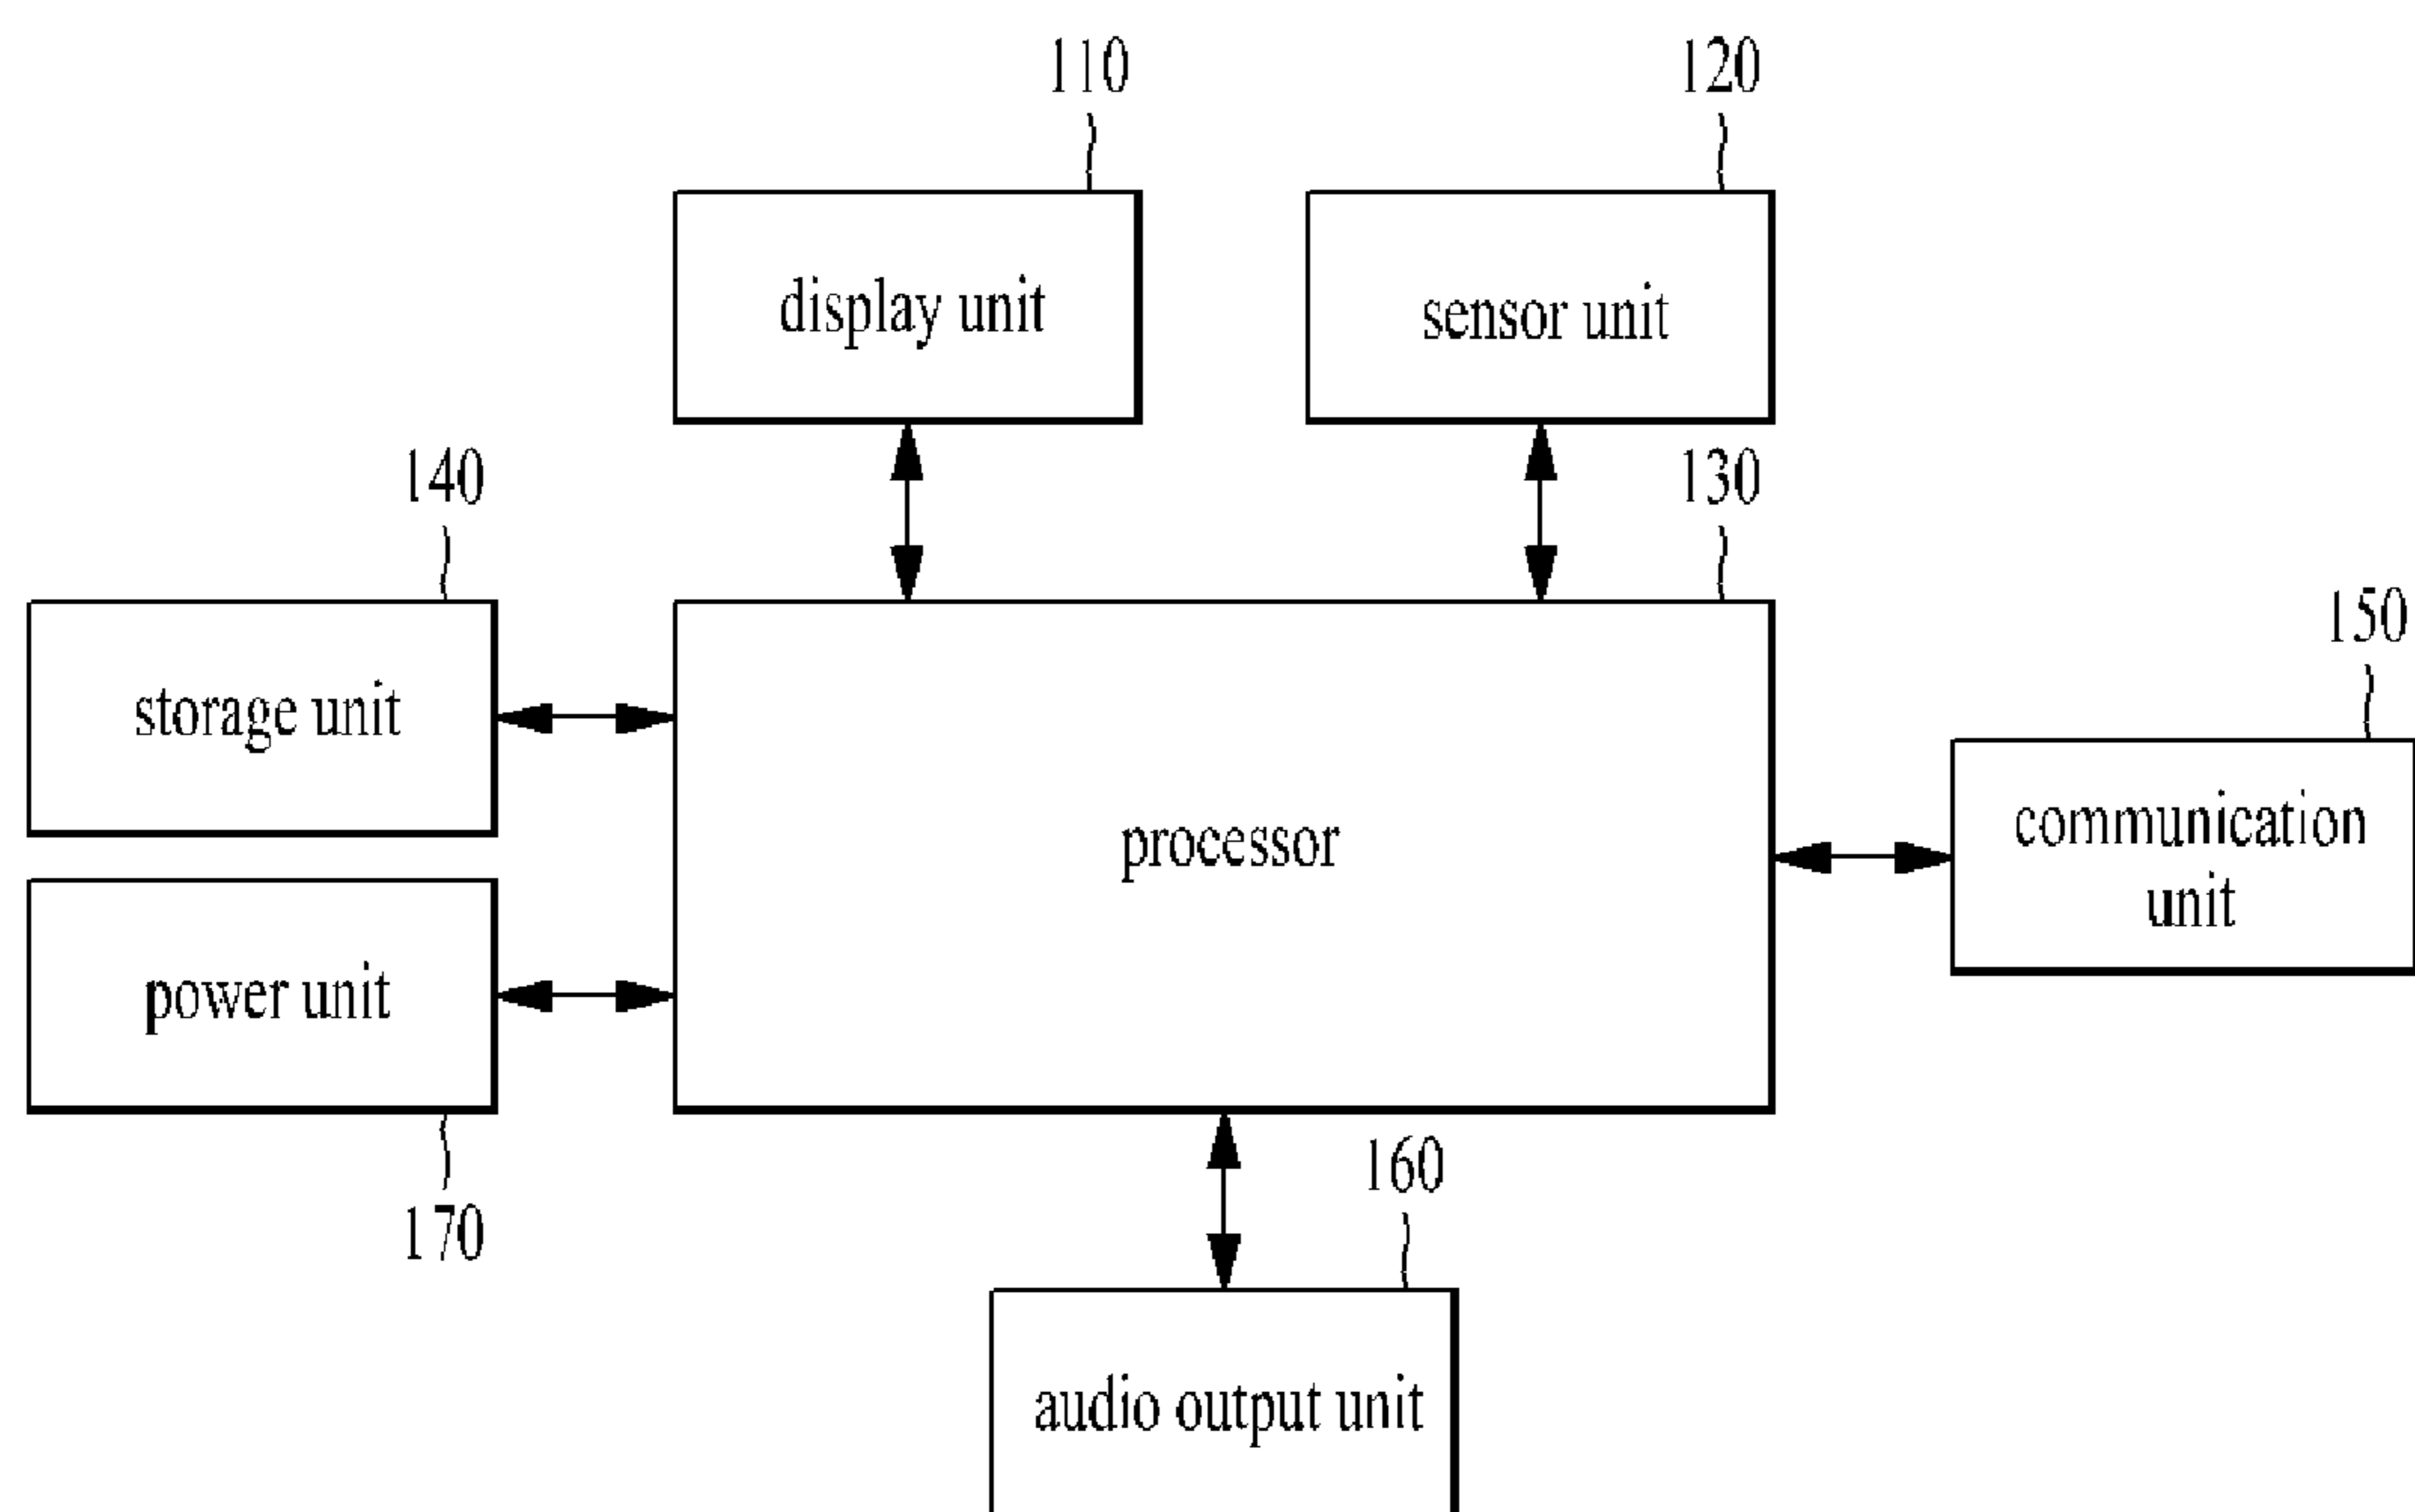 110
120
display unit
sensor unit
140
130
150
storage unit
processor
communication
unit
power unit
160
170
audio output unit